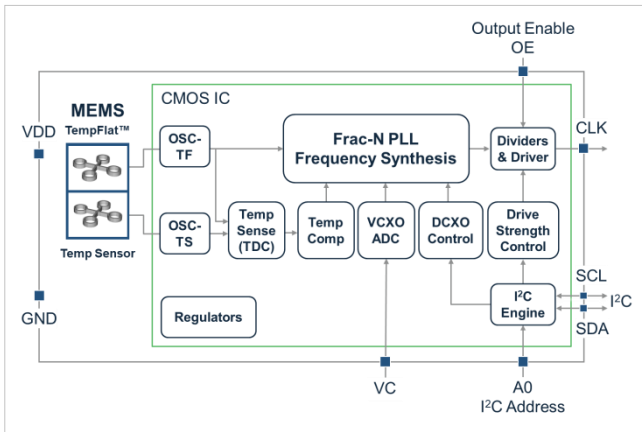 Output Enable
OE
CMOS IC
MEMS
TempFlat™
VDD
OSC-
TF
Frac-N PLL
Frequency Synthesis
Dividers
& Driver
CLK
OSC-
TS
Temp
Sense
(TDC)
Temp
Comp
VCXO
ADC
DCXO
Control
Drive
Strength
Control
Temp Sensor
SCL
I²C
SDA
I²C
Engine
GND
Regulators
VC
A0
I²C Address